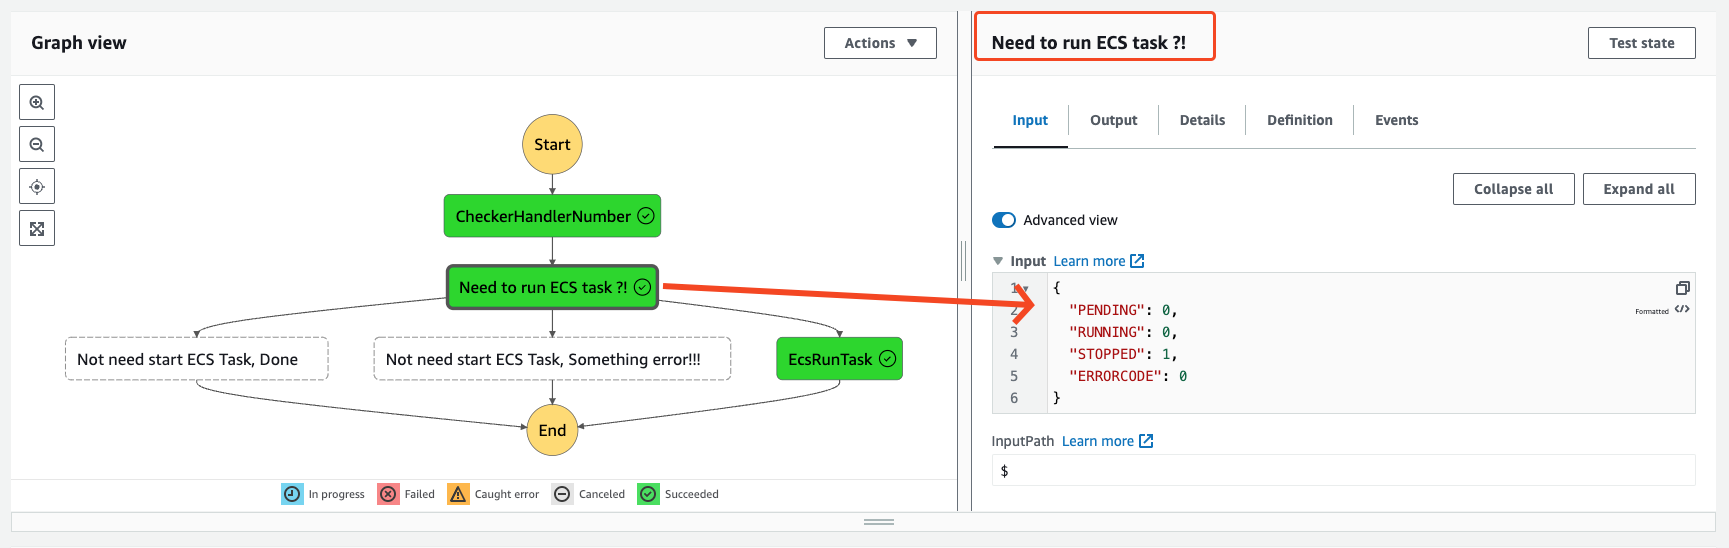 Graph view
Actions
Start
CheckerHandlerNumber
Need to run ECS task ?!
Not need start ECS Task, Done
Not need start ECS Task, Something error!!!
EcsRunTask
End
In progress
Failed
Caught error
Canceled
Succeeded
Need to run ECS task ?!
Test state
Input
Output
Details
Definition
Events
Collapse all
Expand all
Advanced view
Input Learn more
1 {
2 "PENDING": 0,
3 "RUNNING": 0,
4 "STOPPED": 1,
5 "ERRORCODE": 0
6 }
Formatted </>
InputPath Learn more
$